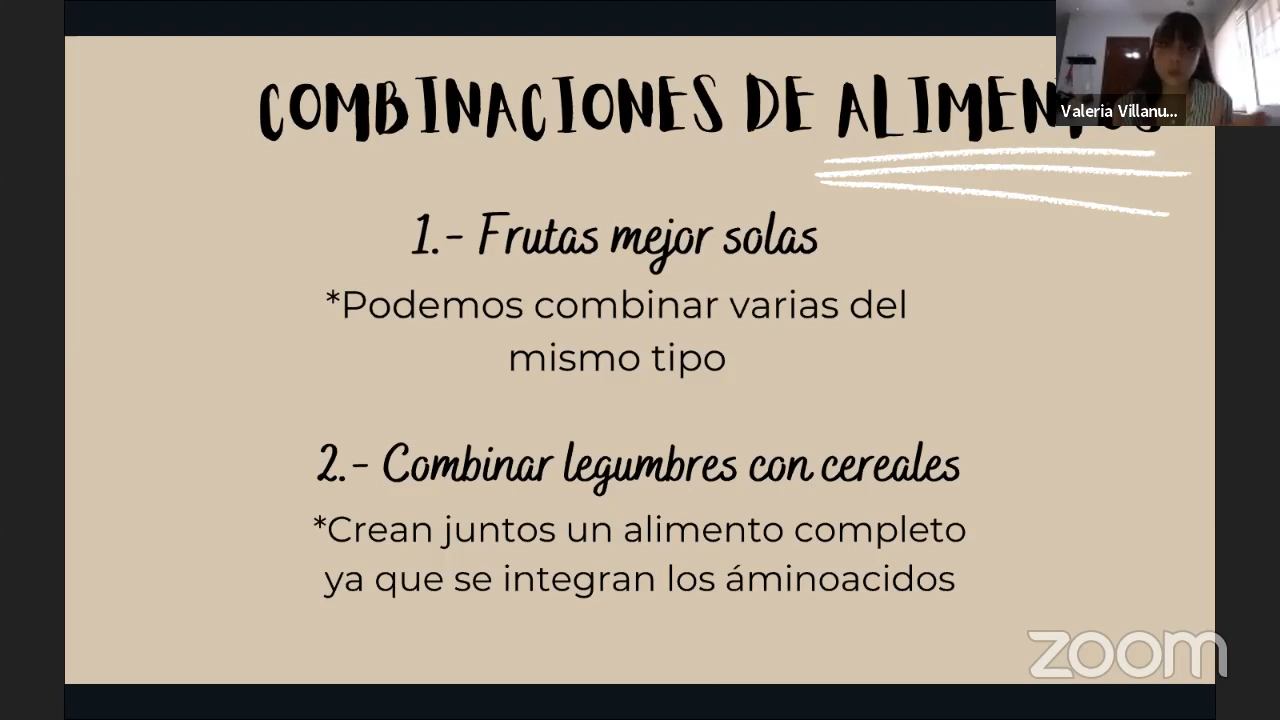 COMBINACIONES DE
Valeria Villanu...
1.- Frutas mejor solas
*Podemos combinar varias del
mismo tipo
2.- Combinar legumbres con cereales
*Crean juntos un alimento completo
ya que se integran los áminoacidos
zoom